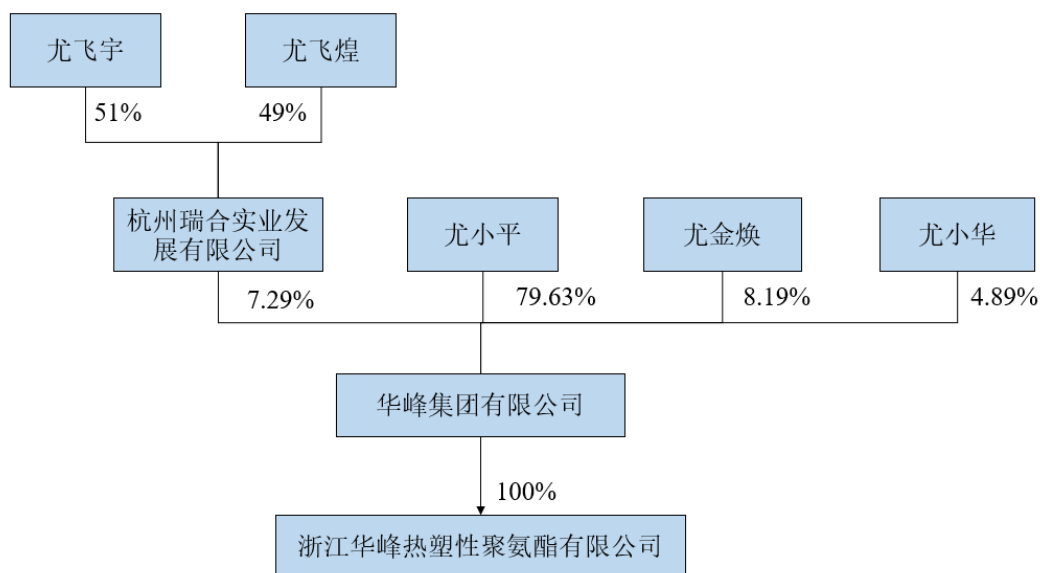 尤飞宇
尤飞煌
51%
49%
杭州瑞合实业发
展有限公司
尤小平
尤金焕
尤小华
7.29%
79.63%
8.19%
4.89%
华峰集团有限公司
100%
浙江华峰热塑性聚氨酯有限公司